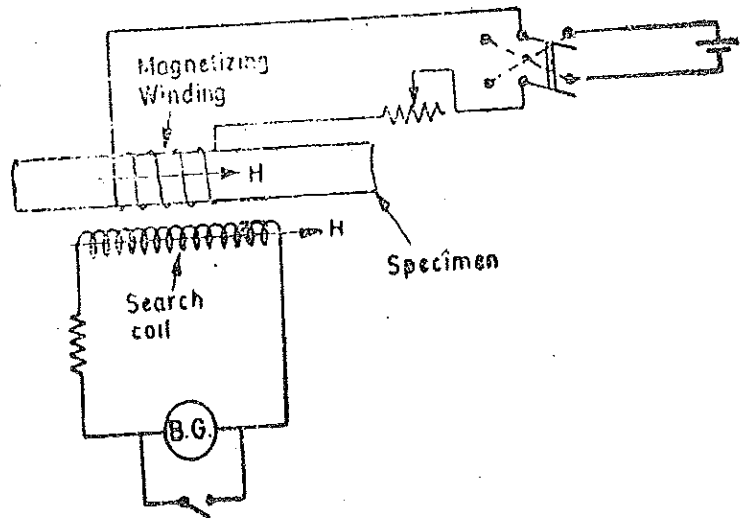 Magnetizing
Winding
H
H
Specimen
Search
coil
B.G.